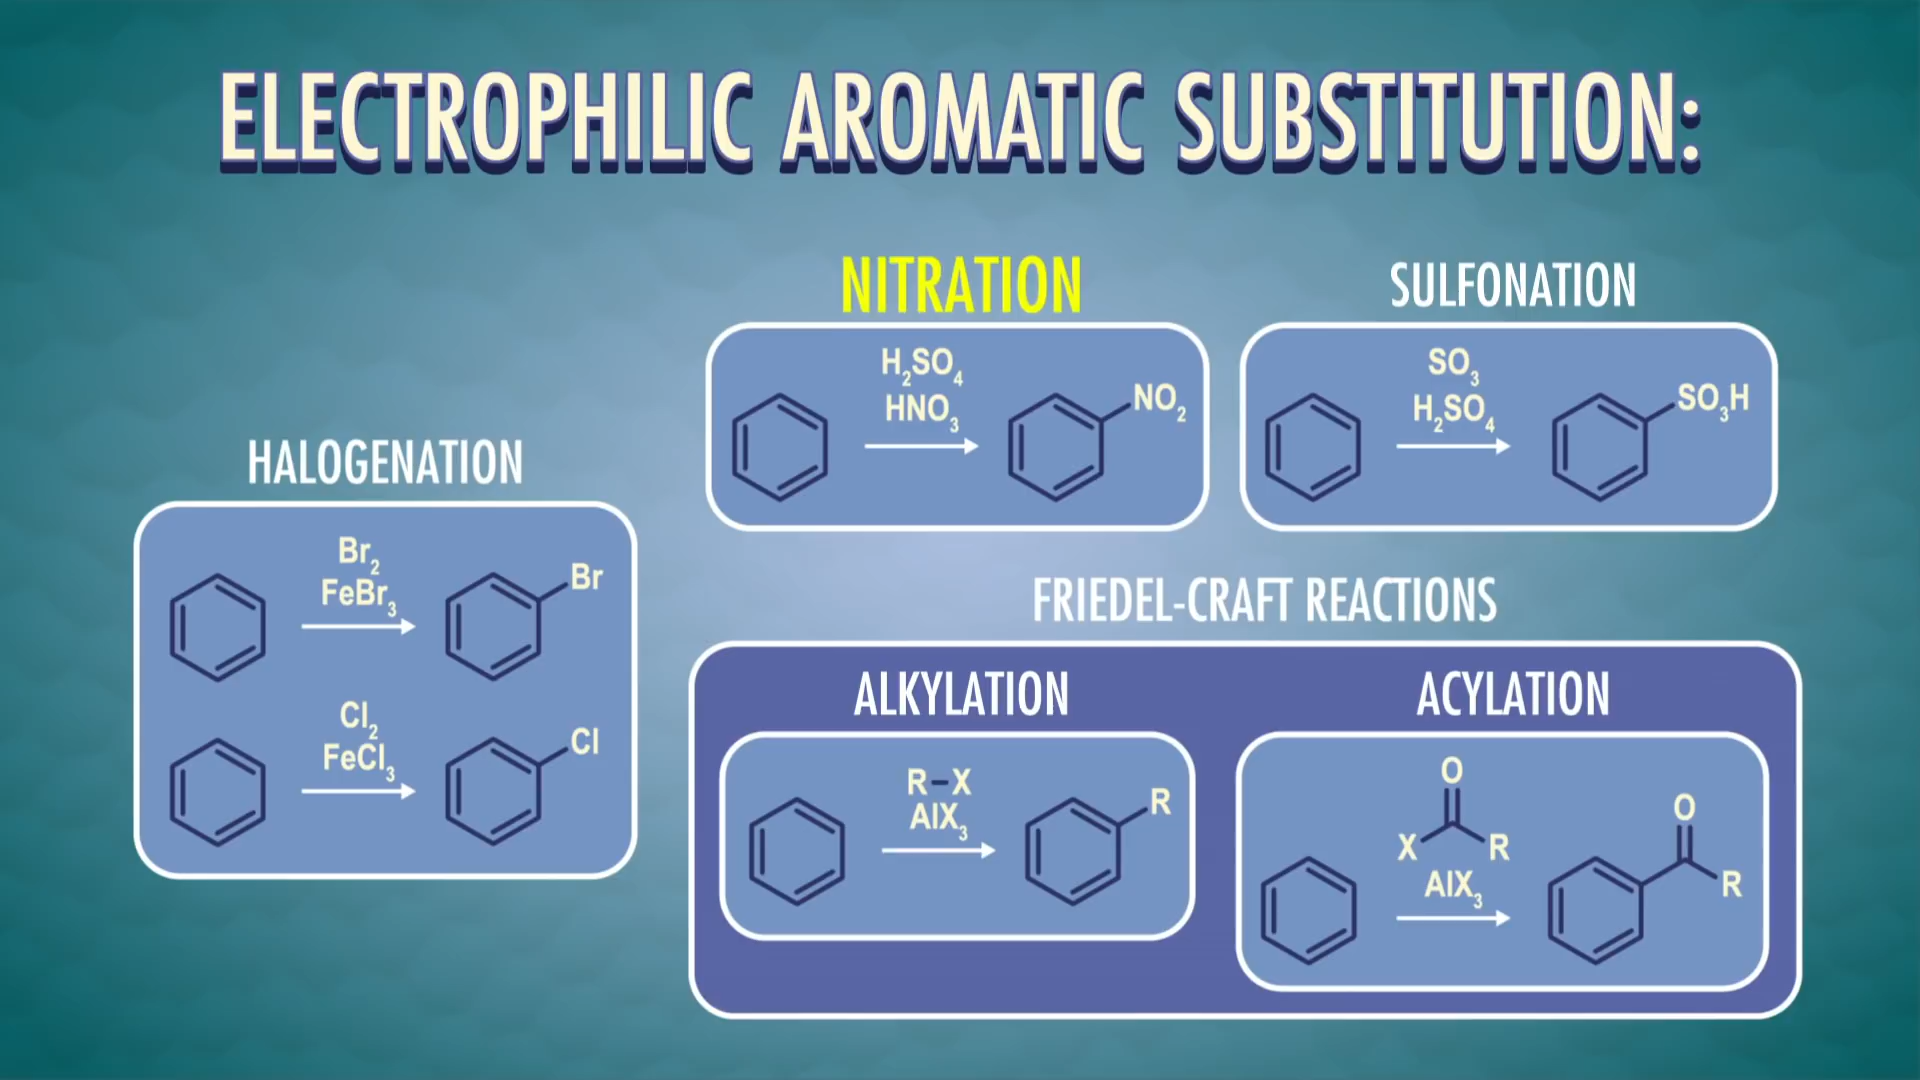 ELECTROPHILIC AROMATIC SUBSTITUTION:
HALOGENATION
Br₂
FeBr₃
Br
Cl₂
FeCl₃
Cl
NITRATION
H₂SO₄
HNO₃
NO₂
SULFONATION
SO₃
H₂SO₄
SO₃H
FRIEDEL-CRAFT REACTIONS
ALKYLATION
R–X
AlX₃
R
ACYLATION
O
X R
AlX₃
O
R